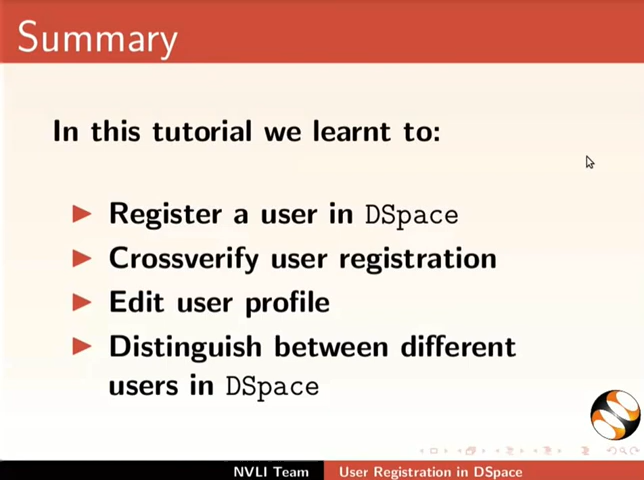 Summary
In this tutorial we learnt to:
Register a user in DSpace
Crossverify user registration
Edit user profile
Distinguish between different
users in DSpace
NVLI Team User Registration in DSpace